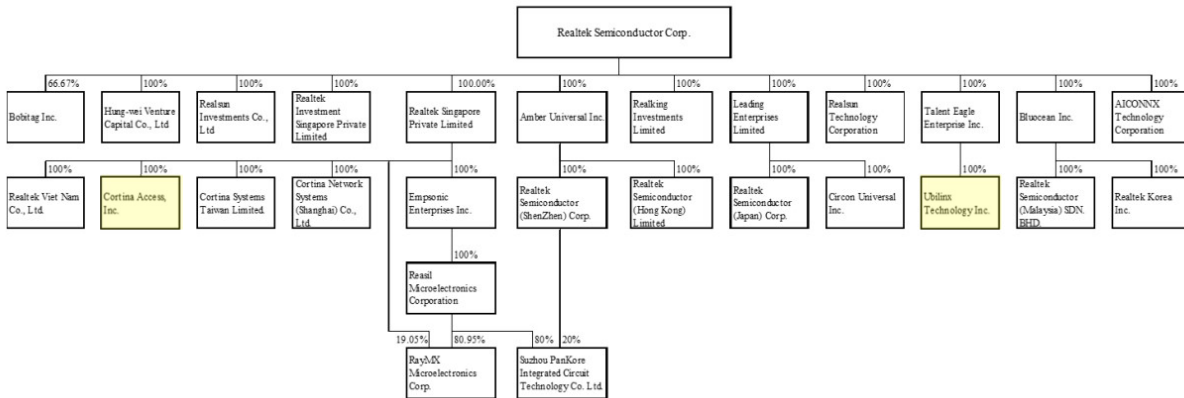 Realtek Semiconductor Corp.
66.67%
100%
100%
100%
100.00%
100%
100%
100%
100%
100%
100%
100%
Bobitag Inc.
Hung-wei Venture
Capital Co., Ltd
Realsun
Investments Co.,
Ltd
Realtek
Investment
Singapore Private
Limited
Realtek Singapore
Private Limited
Amber Universal Inc.
Realking
Investments
Limited
Leading
Enterprises
Limited
Realsun
Technology
Corporation
Talent Eagle
Enterprise Inc.
Bluocean Inc.
AICONNX
Technology
Corporation
100%
100%
100%
100%
100%
100%
100%
100%
100%
100%
100%
100%
Realtek Viet Nam
Co., Ltd.
Cortina Access,
Inc.
Cortina Systems
Taiwan Limited
Cortina Network
Systems
(Shanghai) Co.,
Ltd.
Empsonic
Enterprises Inc.
Realtek
Semiconductor
(ShenZhen) Corp.
Realtek
Semiconductor
(Hong Kong)
Limited
Realtek
Semiconductor
(Japan) Corp.
Circon Universal
Inc.
Ubilinx
Technology Inc.
Realtek
Semiconductor
(Malaysia) SDN.
BHD.
Realtek Korea
Inc.
100%
Reasil
Microelectronics
Corporation
19.05%
80.95%
80%
20%
RayMX
Microelectronics
Corp.
Suzhou PanKore
Integrated Circuit
Technology Co. Ltd.